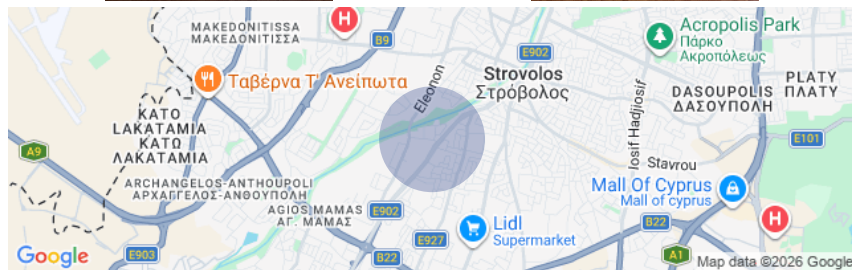 MAKEDONITISSA
ΜΑΚΕΔΟΝΙΤΙΣΣΑ
H
B9
E902
Acropolis Park
Πάρκο
Ακροπόλεως
Ταβέρνα Τ' Ανείπωτα
Eleonon
Strovolos
Στρόβολος
DASOUPOLIS
ΔΑΣΟΥΠΟΛΗ
PLATY
ΠΛΑΤΥ
KATO
LAKATAMIA
ΚΑΤΩ
ΛΑΚΑΤΑΜΙΑ
A9
Iosif Hadjiosif
E101
Stavrou
ARCHANGELOS-ANTHOUPOLI
ΑΡΧΑΓΓΕΛΟΣ-ΑΝΘΟΥΠΟΛΗ
AGIOS MAMAS
ΑΓ. ΜΑΜΑΣ
E902
Mall Of Cyprus
Mall of cyprus
Lidl
Supermarket
B22
H
E903
B22
E927
A1
Google
Map data ©2026 Google